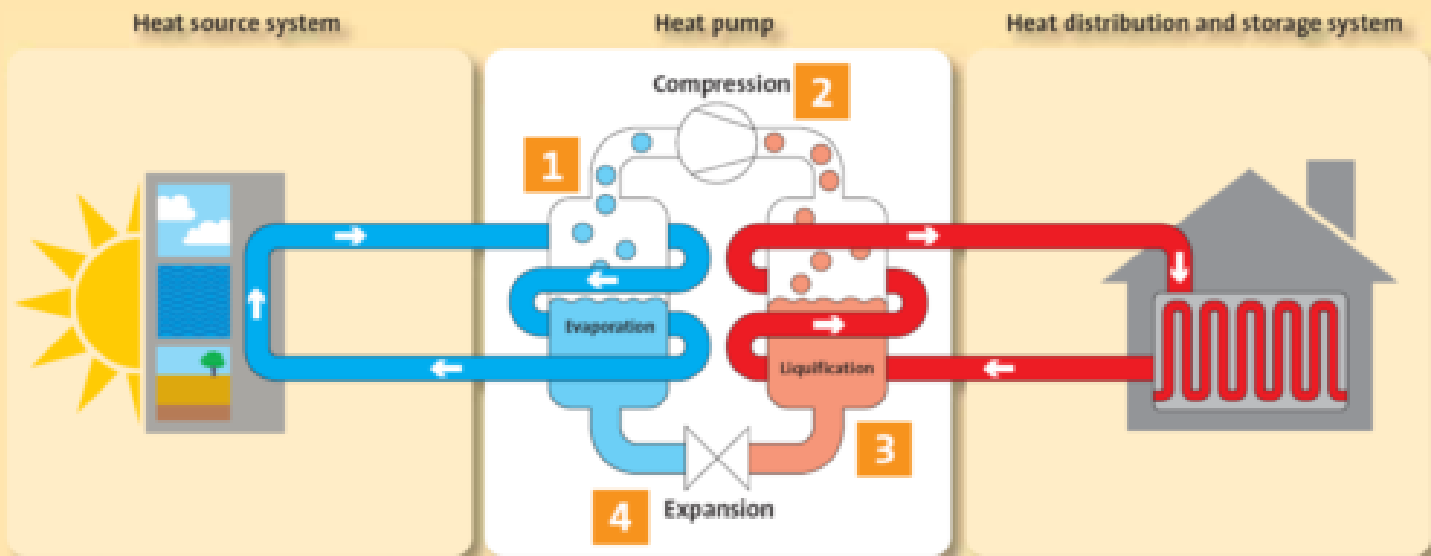 Heat source system
Heat pump
Heat distribution and storage system
Compression
2
1
Evaporation
Liquification
3
4
Expansion